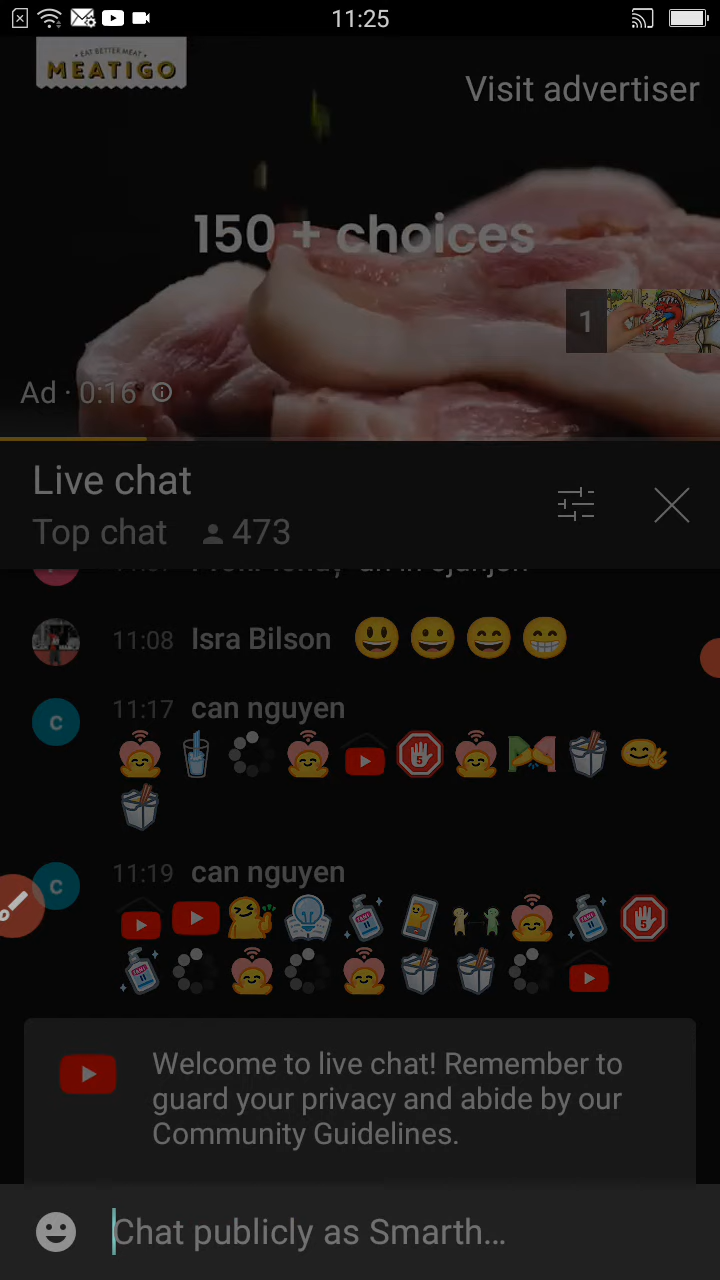 11:25
• EAT BETTER MEAT •
MEATIGO
Visit advertiser
150 + choices
1
Ad · 0:16
Live chat
Top chat 473
11:08 Isra Bilson
C
11:17 can nguyen
5
C
11:19 can nguyen
5
Welcome to live chat! Remember to
guard your privacy and abide by our
Community Guidelines.
Chat publicly as Smarth...